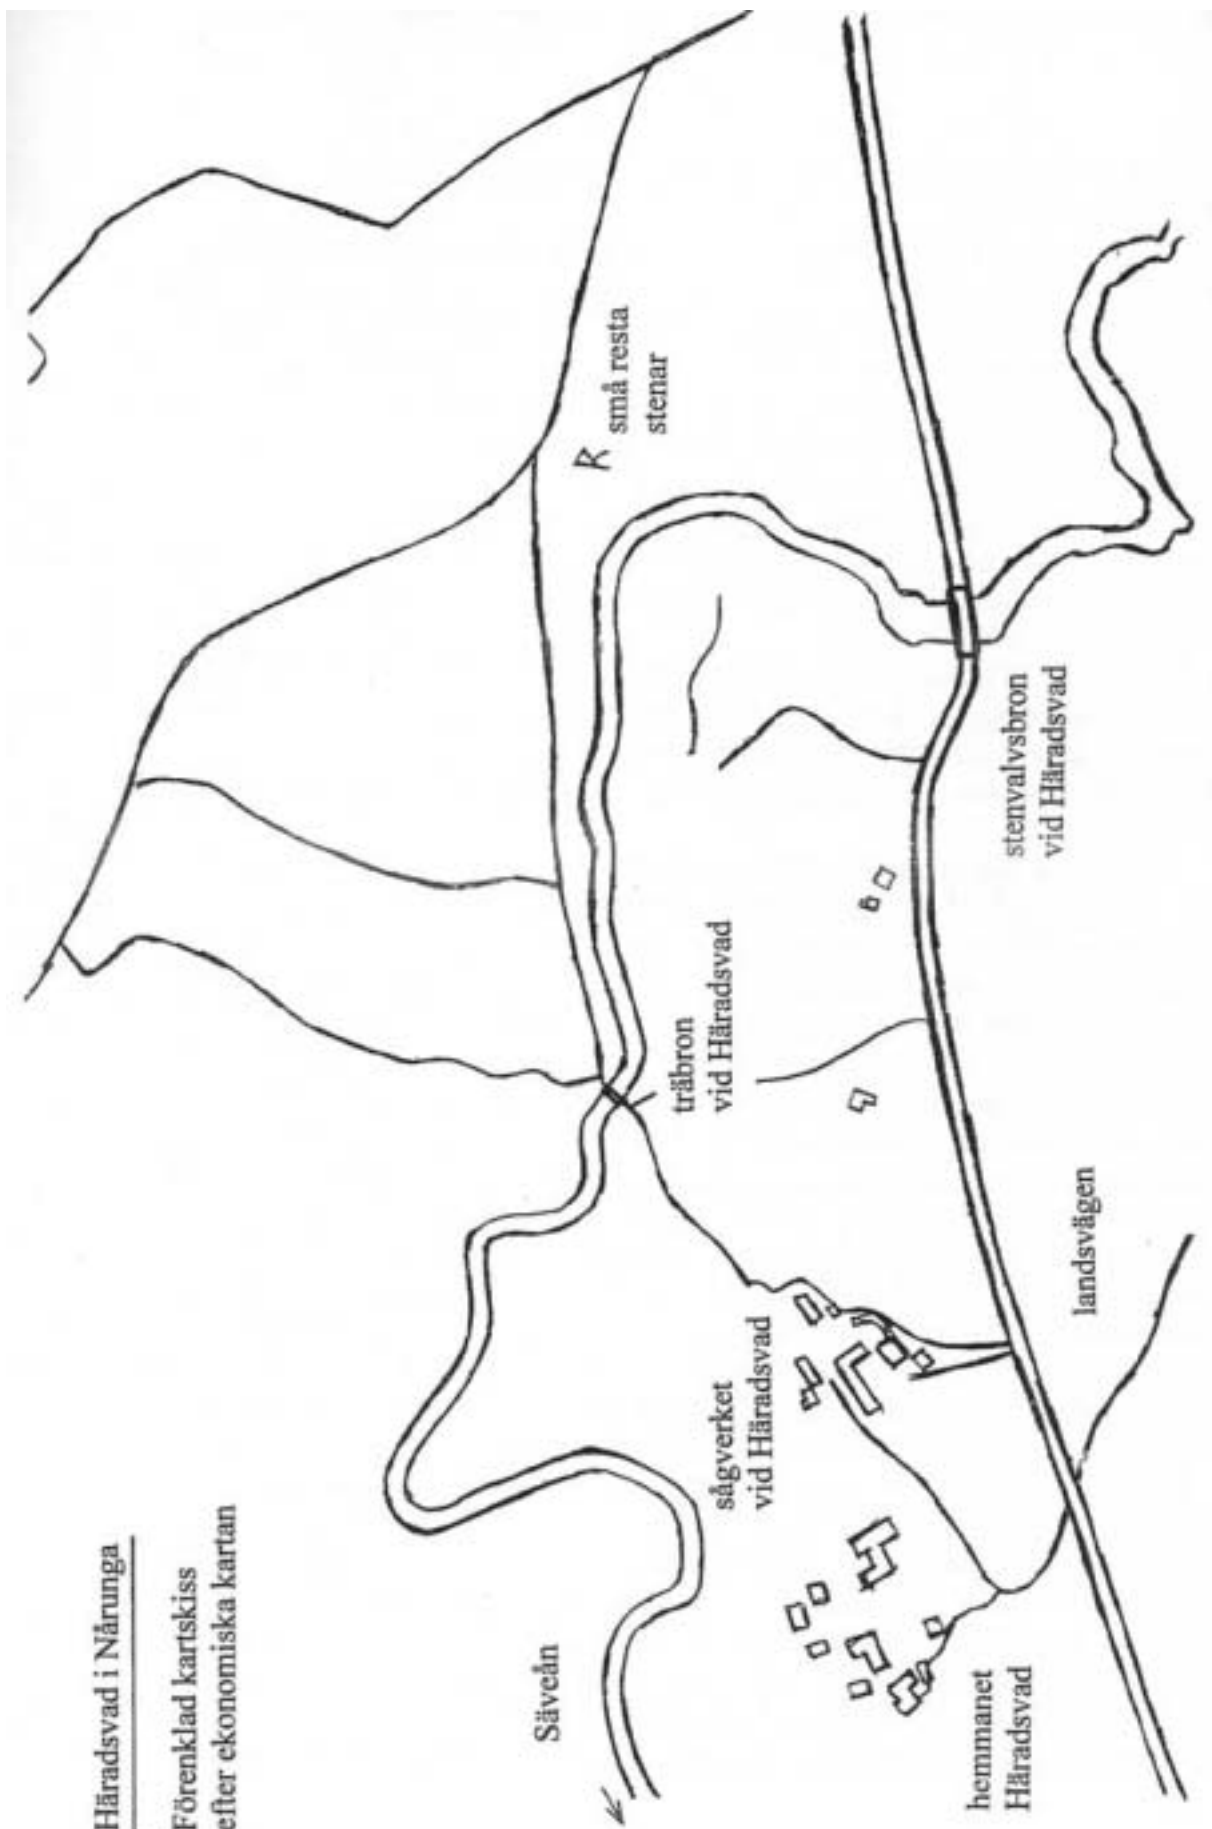 Häradsvad i Nårunga
Förenklad kartskiss
efter ekonomiska kartan
Säveån
sågverket
vid Häradsvad
hemmanet
Häradsvad
träbron
vid Häradsvad
landsvägen
stenvalvsbron
vid Häradsvad
R
små resta
stenar